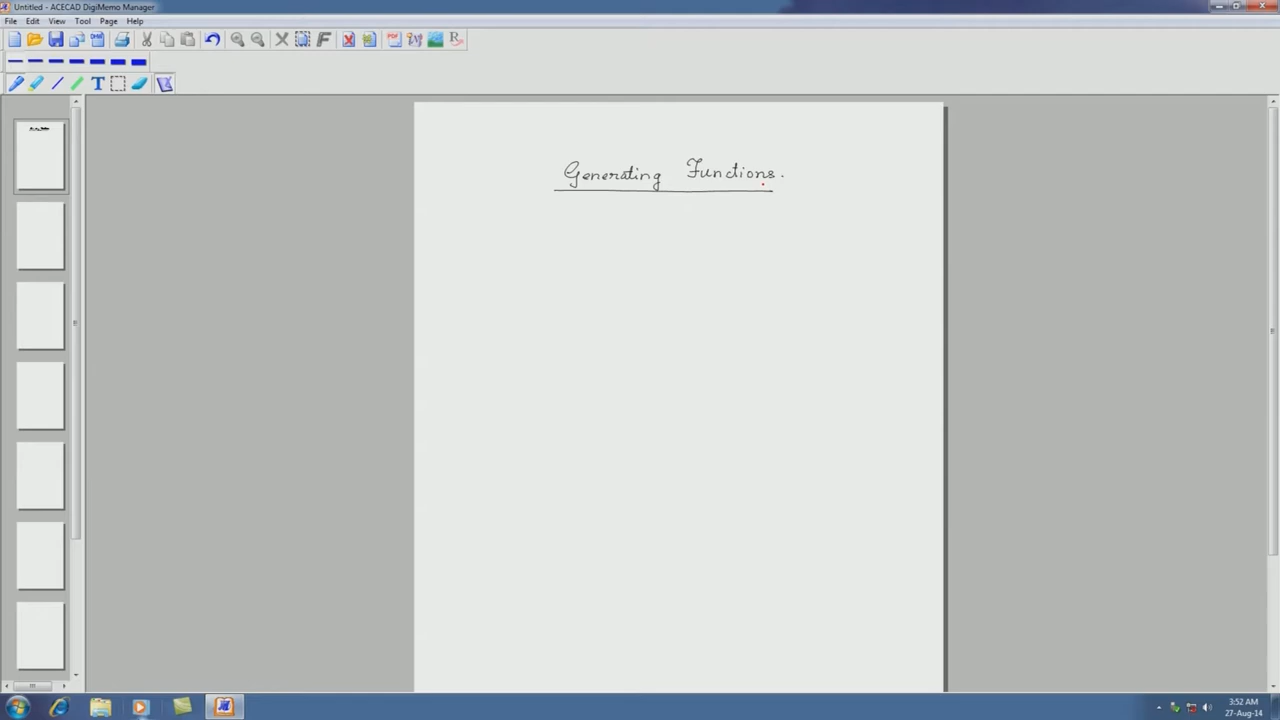 Untitled - ACECAD DigiMemo Manager
File Edit View Tool Page Help
Generating Functions.
3:52 AM
27-Aug-14